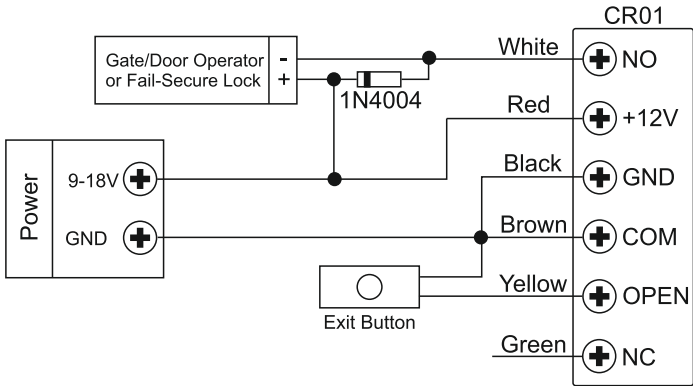 CR01
White
NO
Gate/Door Operator -
or Fail-Secure Lock +
1N4004
Red
+12V
Black
GND
Power
9-18V
GND
Brown
COM
Yellow
OPEN
Exit Button
Green
NC